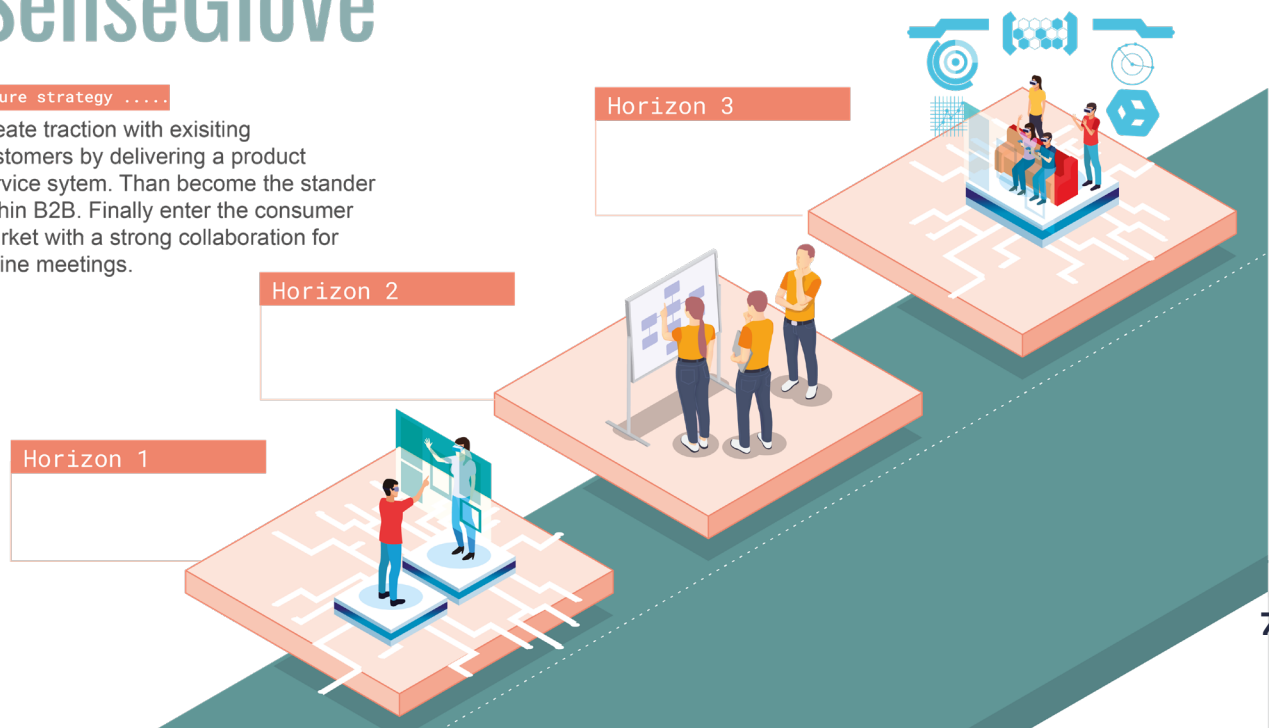 SenseGlove
ure strategy .....
eate traction with exisiting
stomers by delivering a product
rvice sytem. Than become the stander
hin B2B. Finally enter the consumer
rket with a strong collaboration for
ine meetings.
Horizon 3
Horizon 2
Horizon 1
7